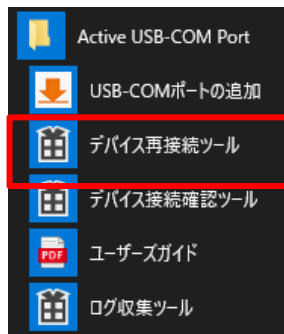 Active USB-COM Port
USB-COMポートの追加
デバイス再接続ツール
デバイス接続確認ツール
PDF
ユーザーズガイド
ログ収集ツール